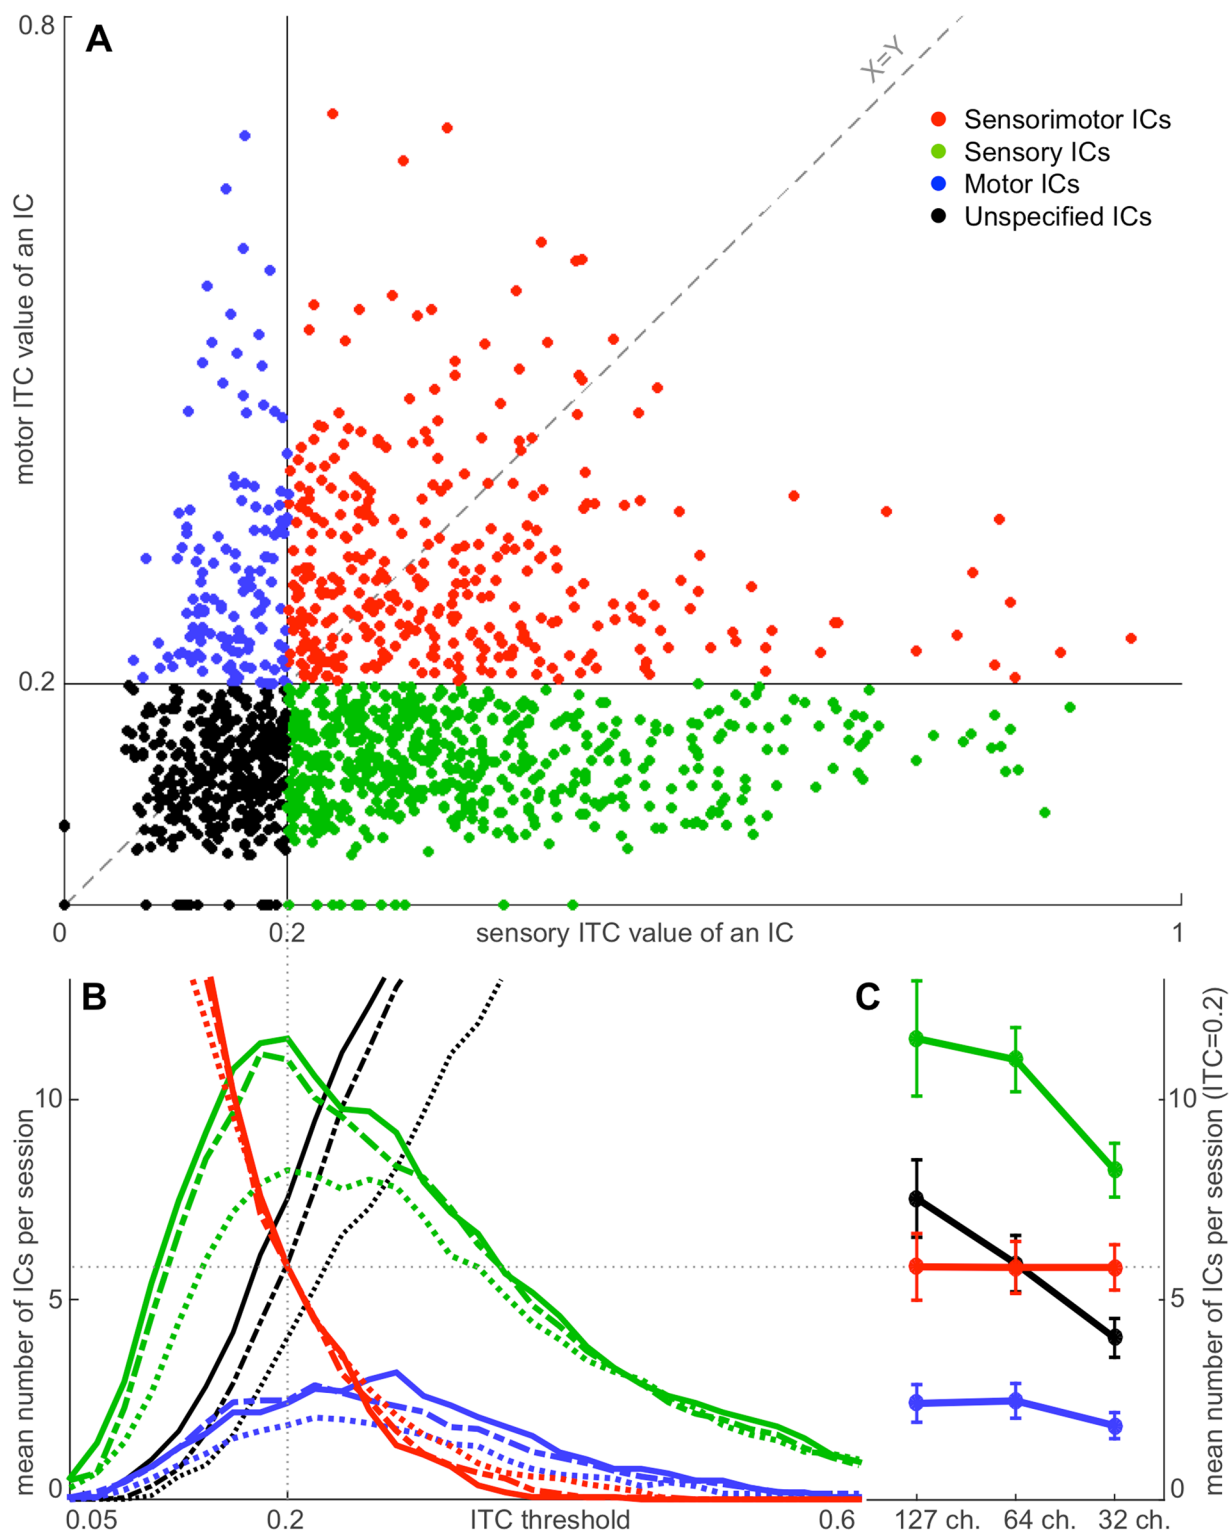 0.8
A
X=Y
Sensorimotor ICs
Sensory ICs
Motor ICs
Unspecified ICs
motor ITC value of an IC
0.2
0
0.2
sensory ITC value of an IC
1
B
C
10
10
5
5
0
0
mean number of ICs per session
mean number of ICs per session (ITC=0.2)
0.05
0.2
ITC threshold
0.6
127 ch.
64 ch.
32 ch.